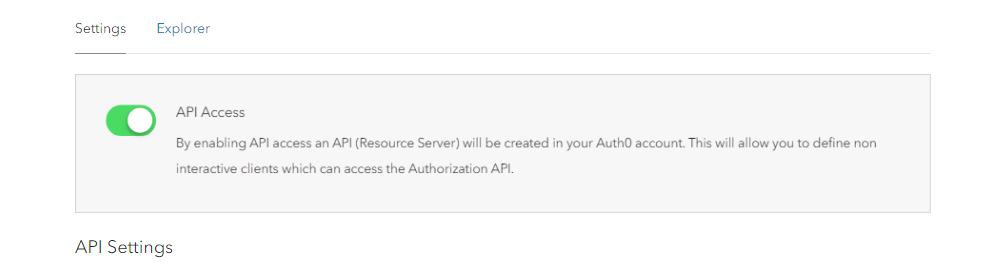 Settings Explorer
API Access
By enabling API access an API (Resource Server) will be created in your Auth0 account. This will allow you to define non
interactive clients which can access the Authorization API.
API Settings